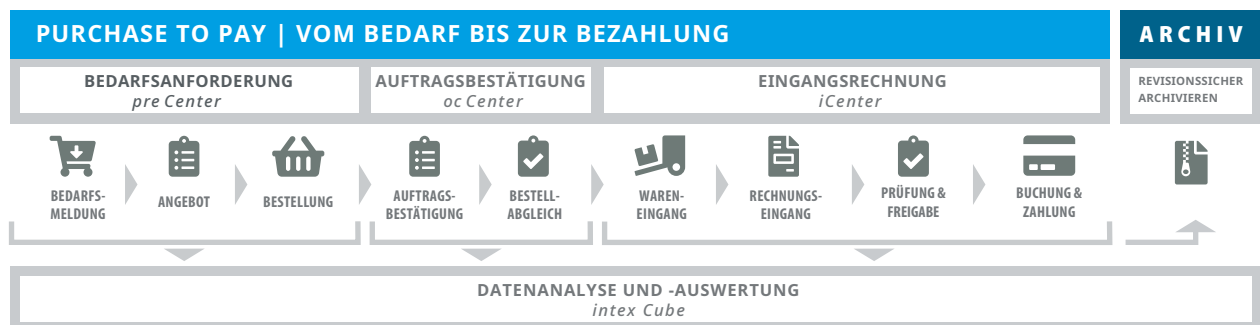 PURCHASE TO PAY | VOM BEDARF BIS ZUR BEZAHLUNG
ARCHIV
BEDARFSANFORDERUNG
pre Center
AUFTRAGSBESTÄTIGUNG
oc Center
EINGANGSRECHNUNG
iCenter
REVISIONSSICHER
ARCHIVIEREN
BEDARFS-
MELDUNG
ANGEBOT
BESTELLUNG
AUFTRAGS-
BESTÄTIGUNG
BESTELL-
ABGLEICH
WAREN-
EINGANG
RECHNUNGS-
EINGANG
PRÜFUNG &
FREIGABE
BUCHUNG &
ZAHLUNG
DATENANALYSE UND -AUSWERTUNG
intex Cube